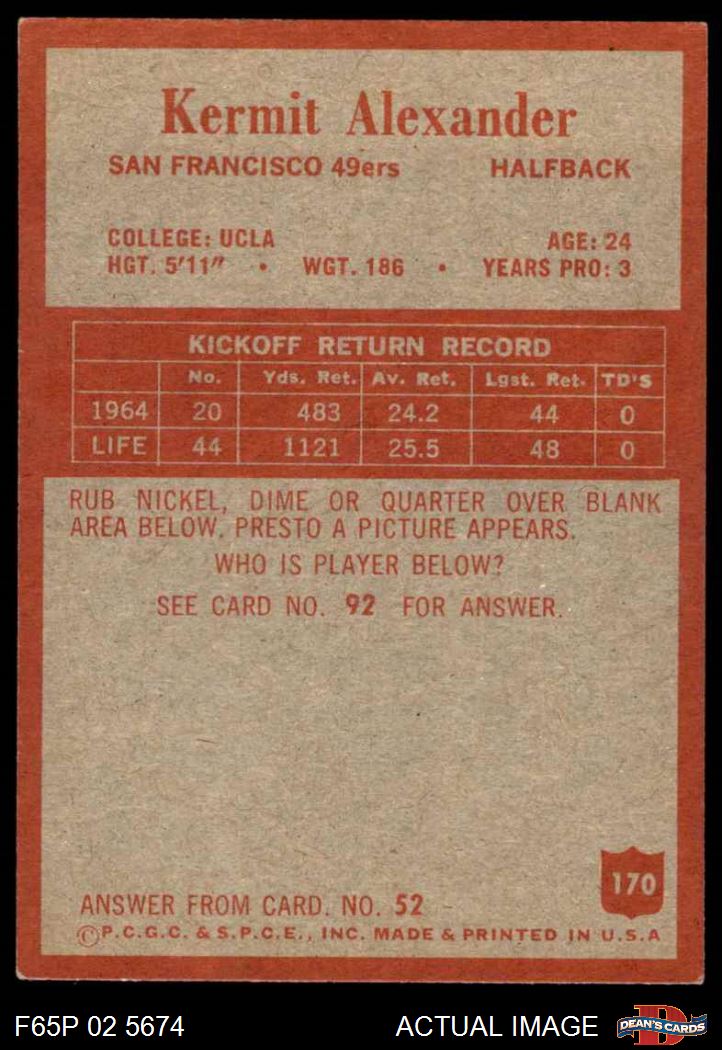 Kermit Alexander
SAN FRANCISCO 49ers HALFBACK
COLLEGE: UCLA AGE: 24
HGT. 5'11" • WGT. 186 • YEARS PRO: 3
KICKOFF RETURN RECORD
No. Yds. Ret. Av. Ret. Lgst. Ret. TD'S
1964 20 483 24.2 44 0
LIFE 44 1121 25.5 48 0
RUB NICKEL, DIME OR QUARTER OVER BLANK
AREA BELOW. PRESTO A PICTURE APPEARS.
WHO IS PLAYER BELOW?
SEE CARD NO. 92 FOR ANSWER.
170
ANSWER FROM CARD. NO. 52
©P.C.G.C. & S.P.C.E., INC. MADE & PRINTED IN U.S.A
F65P 02 5674 ACTUAL IMAGE D DEAN'S CARDS